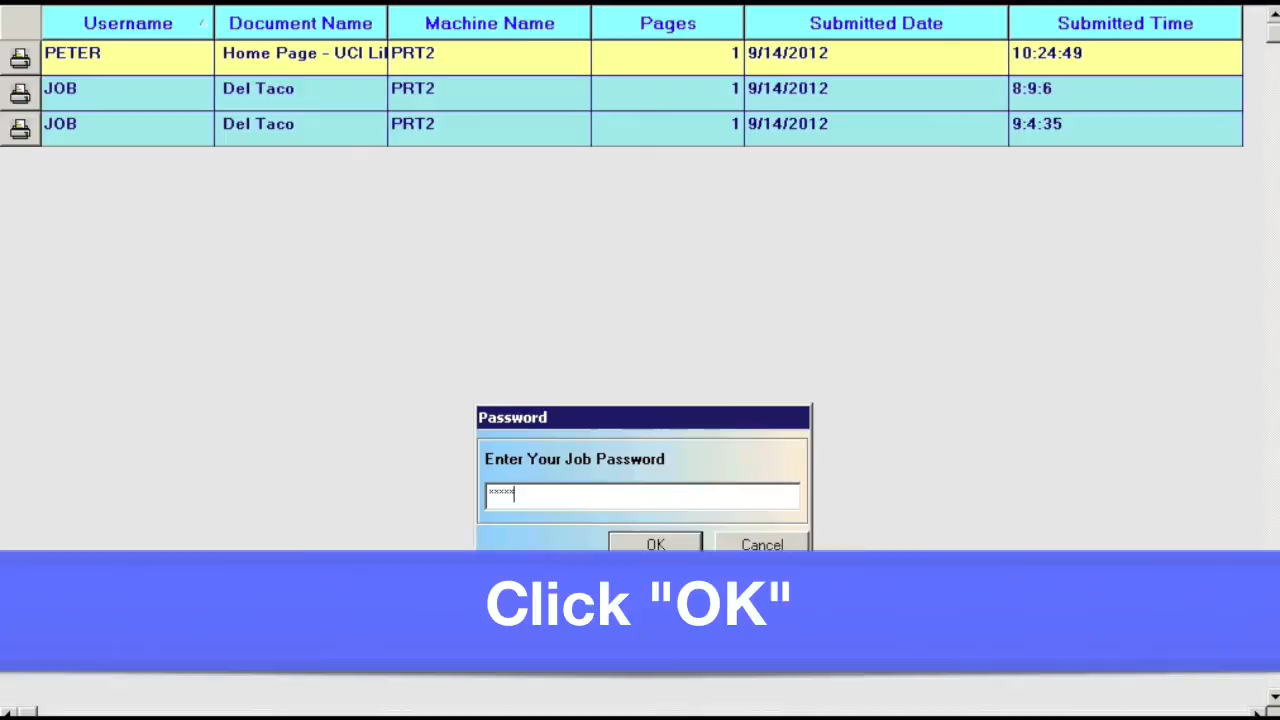 Username Document Name Machine Name Pages Submitted Date Submitted Time
PETER Home Page - UCI Lil PRT2 1 9/14/2012 10:24:49
JOB Del Taco PRT2 1 9/14/2012 8:9:6
JOB Del Taco PRT2 1 9/14/2012 9:4:35
Password
Enter Your Job Password
xxxxx
OK Cancel
Click "OK"